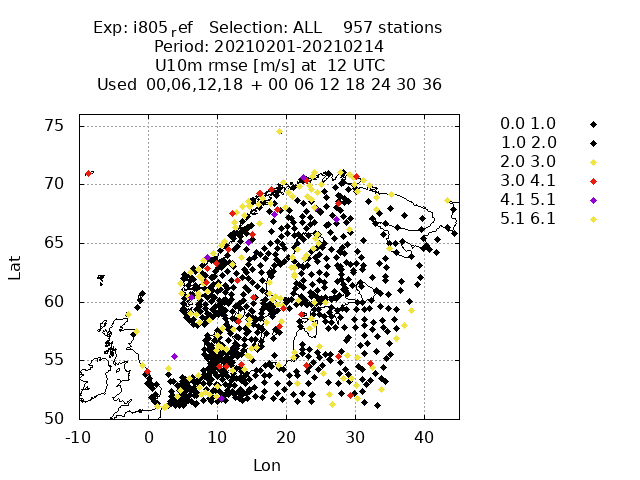 Exp: i805ref Selection: ALL 957 stations
Period: 20210201-20210214
U10m rmse [m/s] at 12 UTC
Used 00,06,12,18 + 00 06 12 18 24 30 36
0.0 1.0
1.0 2.0
2.0 3.0
3.0 4.1
4.1 5.1
5.1 6.1
75
70
65
60
55
50
Lat
-10 0 10 20 30 40
Lon